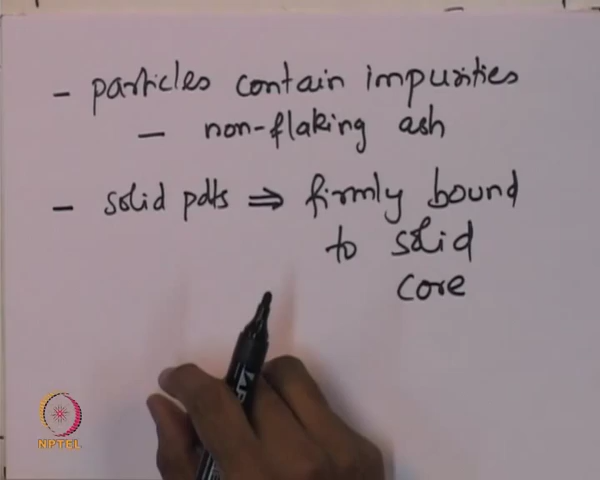 - particles contain impurities
- non-flaking ash
- solid pdts ⇒ firmly bound
to solid
core
NPTEL